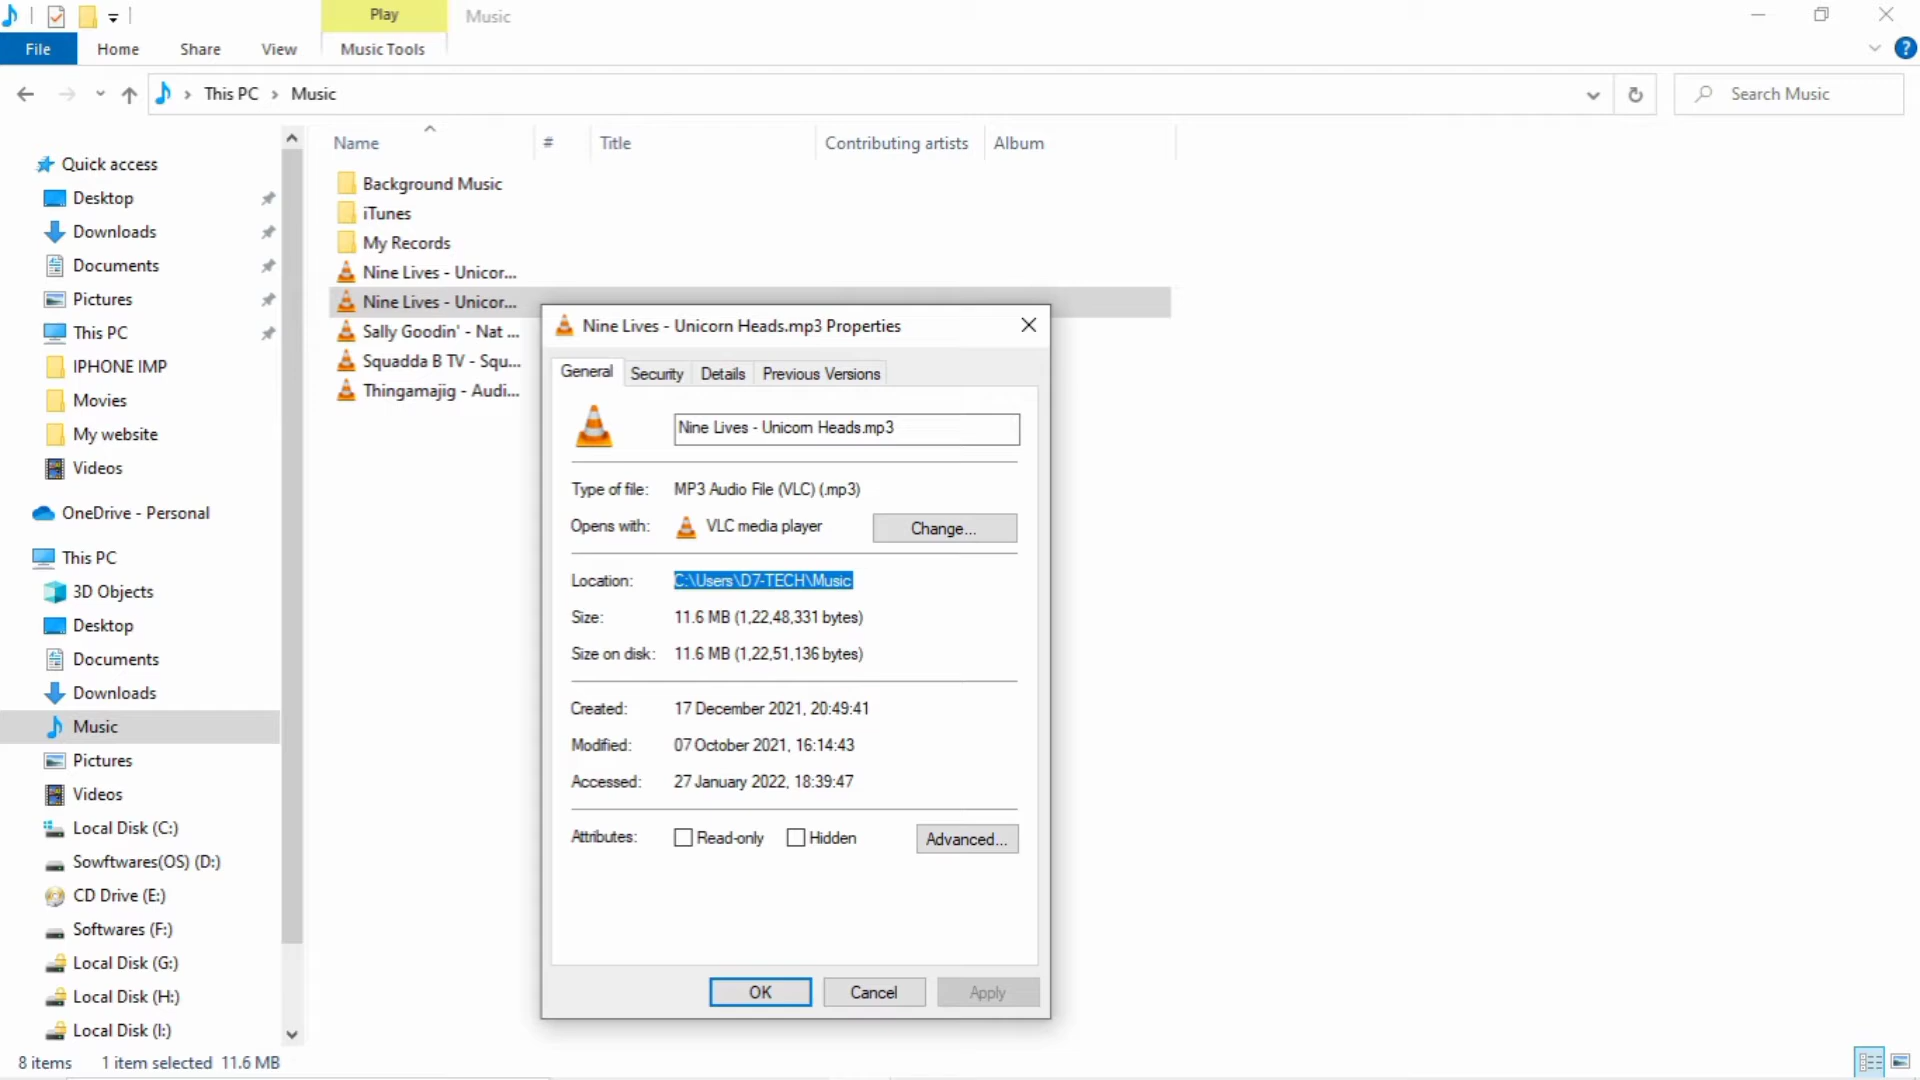 Play
Music
File
Home
Share
View
Music Tools
This PC
Music
Search Music
Name
#
Title
Contributing artists
Album
Quick access
Desktop
Downloads
Documents
Pictures
This PC
IPHONE IMP
Movies
My website
Videos
OneDrive - Personal
This PC
3D Objects
Desktop
Documents
Downloads
Music
Pictures
Videos
Local Disk (C:)
Sowftwares(OS) (D:)
CD Drive (E:)
Softwares (F:)
Local Disk (G:)
Local Disk (H:)
Local Disk (I:)
Background Music
iTunes
My Records
Nine Lives - Unicor...
Nine Lives - Unicor...
Sally Goodin' - Nat ...
Squadda B TV - Squ...
Thingamajig - Audi...
Nine Lives - Unicorn Heads.mp3 Properties
General
Security
Details
Previous Versions
Nine Lives - Unicorn Heads.mp3
Type of file: MP3 Audio File (VLC) (.mp3)
Opens with: VLC media player
Change...
Location: C:\Users\D7-TECH\Music
Size: 11.6 MB (1,22,48,331 bytes)
Size on disk: 11.6 MB (1,22,51,136 bytes)
Created: 17 December 2021, 20:49:41
Modified: 07 October 2021, 16:14:43
Accessed: 27 January 2022, 18:39:47
Attributes: Read-only Hidden
Advanced...
OK
Cancel
Apply
8 items 1 item selected 11.6 MB